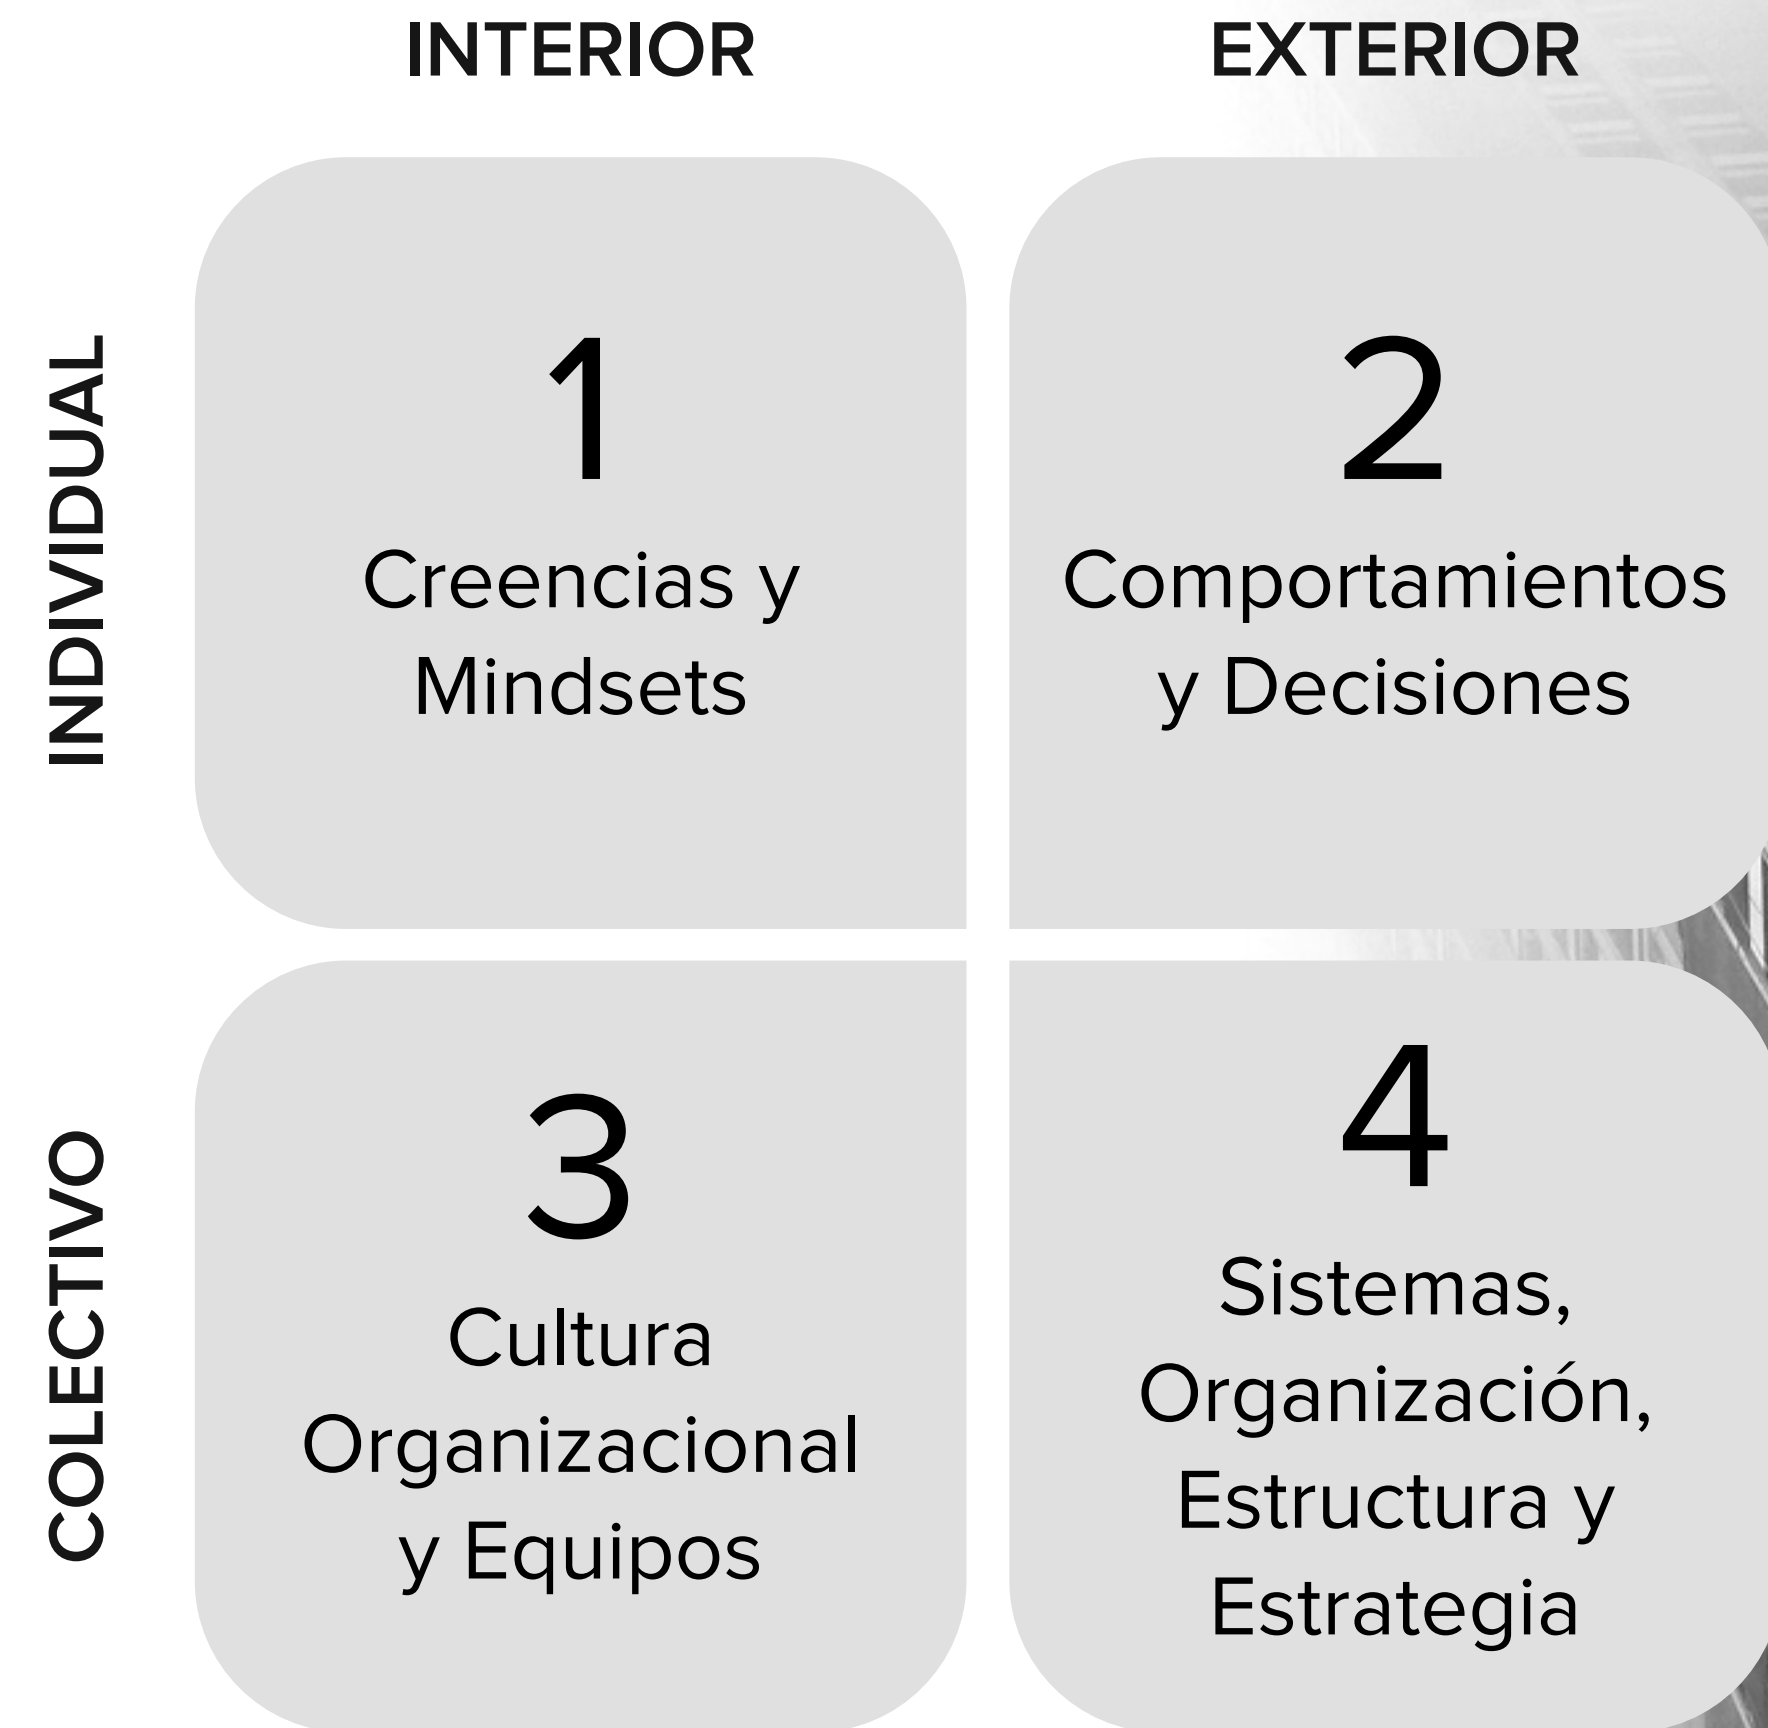 INTERIOR
EXTERIOR
INDIVIDUAL
1
Creencias y
Mindsets
2
Comportamientos
y Decisiones
COLECTIVO
3
Cultura
Organizacional
y Equipos
4
Sistemas,
Organización,
Estructura y
Estrategia